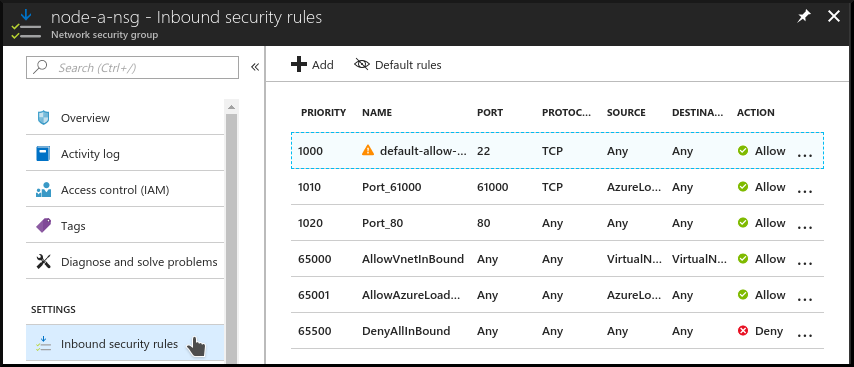 node-a-nsg - Inbound security rules
Network security group
Search (Ctrl+/)
Overview
Activity log
Access control (IAM)
Tags
Diagnose and solve problems
SETTINGS
Inbound security rules
Add Default rules
PRIORITY NAME PORT PROTOC... SOURCE DESTINA... ACTION
1000 default-allow-... 22 TCP Any Any Allow ...
1010 Port_61000 61000 TCP AzureLo... Any Allow ...
1020 Port_80 80 Any Any Any Allow ...
65000 AllowVnetInBound Any Any VirtualN... VirtualN... Allow ...
65001 AllowAzureLoad... Any Any AzureLo... Any Allow ...
65500 DenyAllInBound Any Any Any Any Deny ...